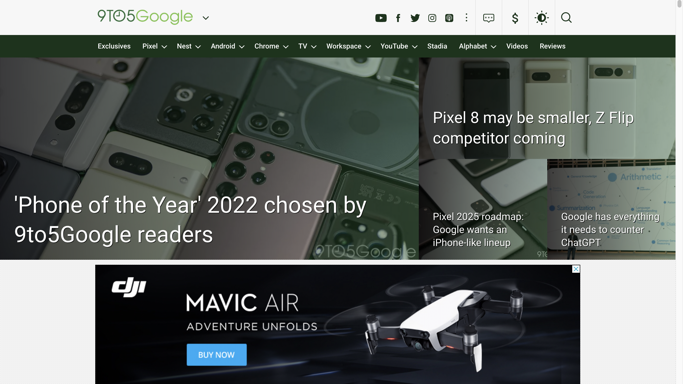 9TO5Google
$
Exclusives Pixel Nest Android Chrome TV Workspace YouTube Stadia Alphabet Videos Reviews
'Phone of the Year' 2022 chosen by
9to5Google readers
9TO5Google
Pixel 8 may be smaller, Z Flip
competitor coming
Pixel 2025 roadmap:
Google wants an
iPhone-like lineup
Arithmetic
Google has everything
it needs to counter
ChatGPT
dji
MAVIC AIR
ADVENTURE UNFOLDS
BUY NOW